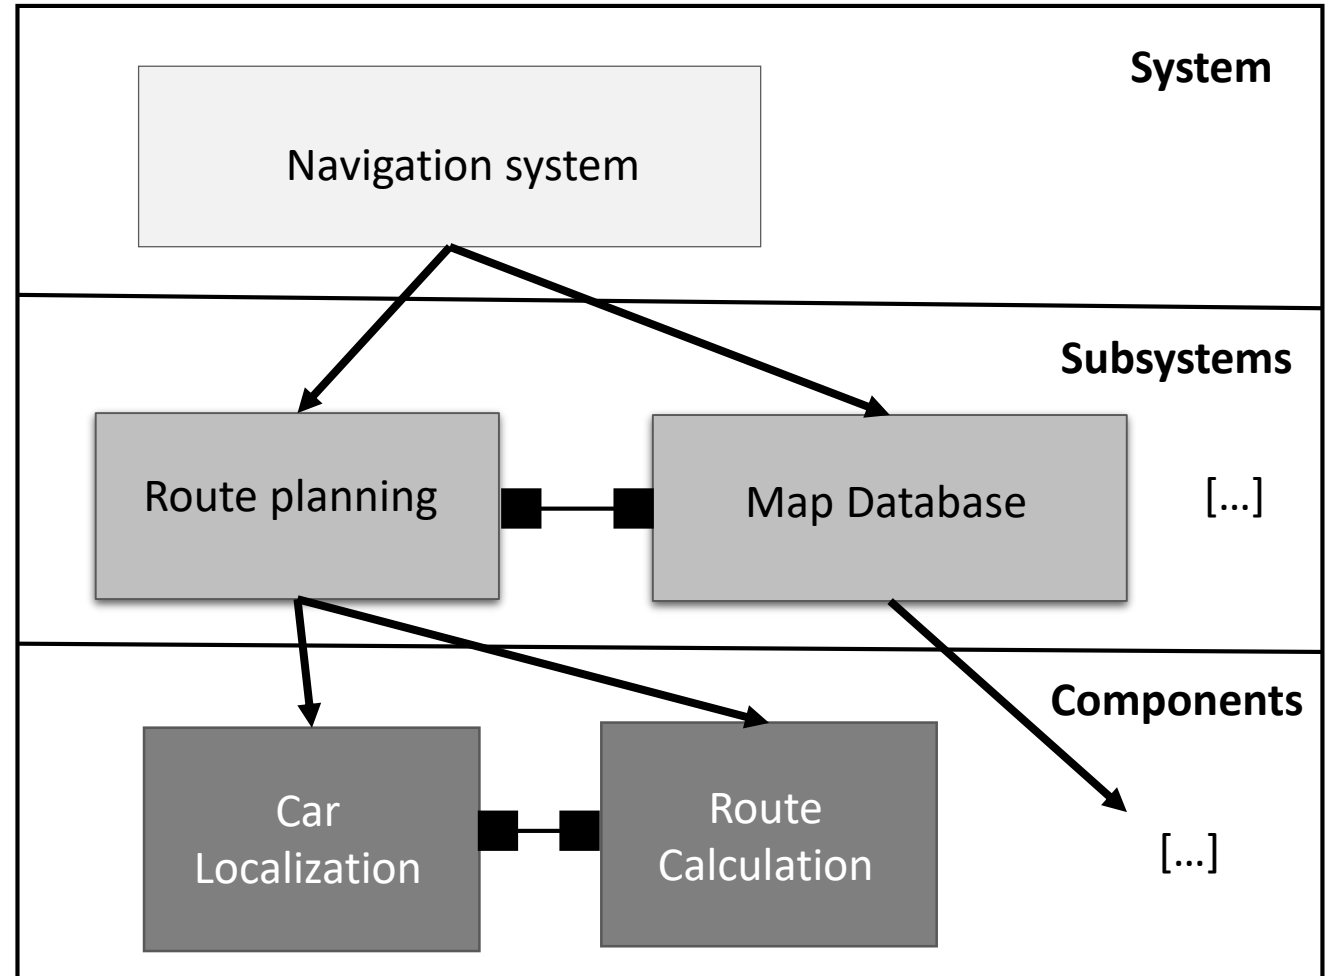 System
Navigation system
Subsystems
Route planning
Map Database
[...]
Components
Car
Localization
Route
Calculation
[...]